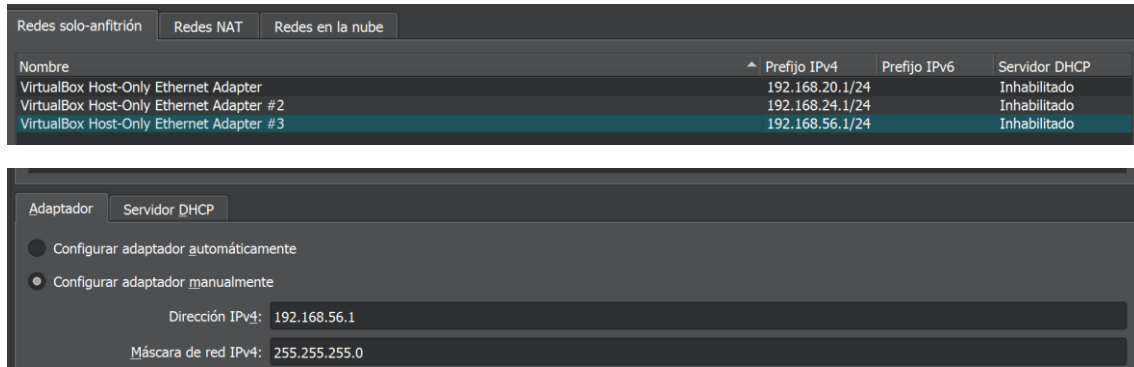 Redes solo-anfitrión Redes NAT Redes en la nube
Nombre Prefijo IPv4 Prefijo IPv6 Servidor DHCP
VirtualBox Host-Only Ethernet Adapter 192.168.20.1/24 Inhabilitado
VirtualBox Host-Only Ethernet Adapter #2 192.168.24.1/24 Inhabilitado
VirtualBox Host-Only Ethernet Adapter #3 192.168.56.1/24 Inhabilitado
Adaptador Servidor DHCP
Configurar adaptador automáticamente
Configurar adaptador manualmente
Dirección IPv4: 192.168.56.1
Máscara de red IPv4: 255.255.255.0